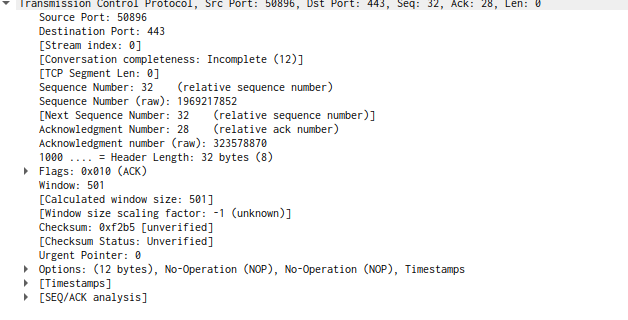 Transmission Control Protocol, Src Port: 50896, Dst Port: 443, Seq: 32, Ack: 28, Len: 0
Source Port: 50896
Destination Port: 443
[Stream index: 0]
[Conversation completeness: Incomplete (12)]
[TCP Segment Len: 0]
Sequence Number: 32    (relative sequence number)
Sequence Number (raw): 1969217852
[Next Sequence Number: 32    (relative sequence number)]
Acknowledgment Number: 28    (relative ack number)
Acknowledgment number (raw): 323578870
1000 .... = Header Length: 32 bytes (8)
Flags: 0x010 (ACK)
Window: 501
[Calculated window size: 501]
[Window size scaling factor: -1 (unknown)]
Checksum: 0xf2b5 [unverified]
[Checksum Status: Unverified]
Urgent Pointer: 0
Options: (12 bytes), No-Operation (NOP), No-Operation (NOP), Timestamps
[Timestamps]
[SEQ/ACK analysis]